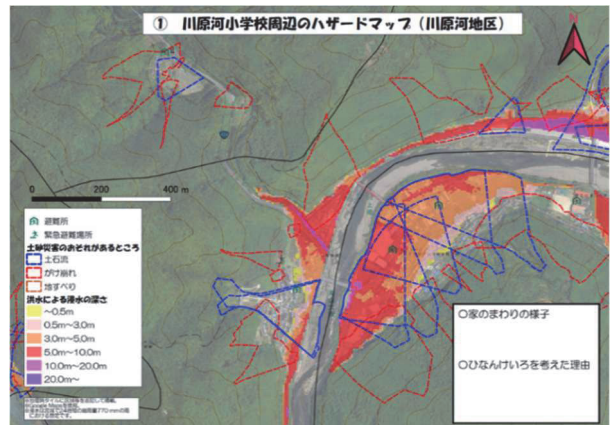 ① 川原河小学校周辺のハザードマップ（川原河地区）
N
0 200 400 m
避難所
緊急避難場所
土砂災害のおそれがあるところ
土石流
がけ崩れ
地すべり
洪水による浸水の深さ
～0.5m
0.5m～3.0m
3.0m～5.0m
5.0m～10.0m
10.0m～20.0m
20.0m～
○家のまわりの様子
○ひなんけいろを考えた理由